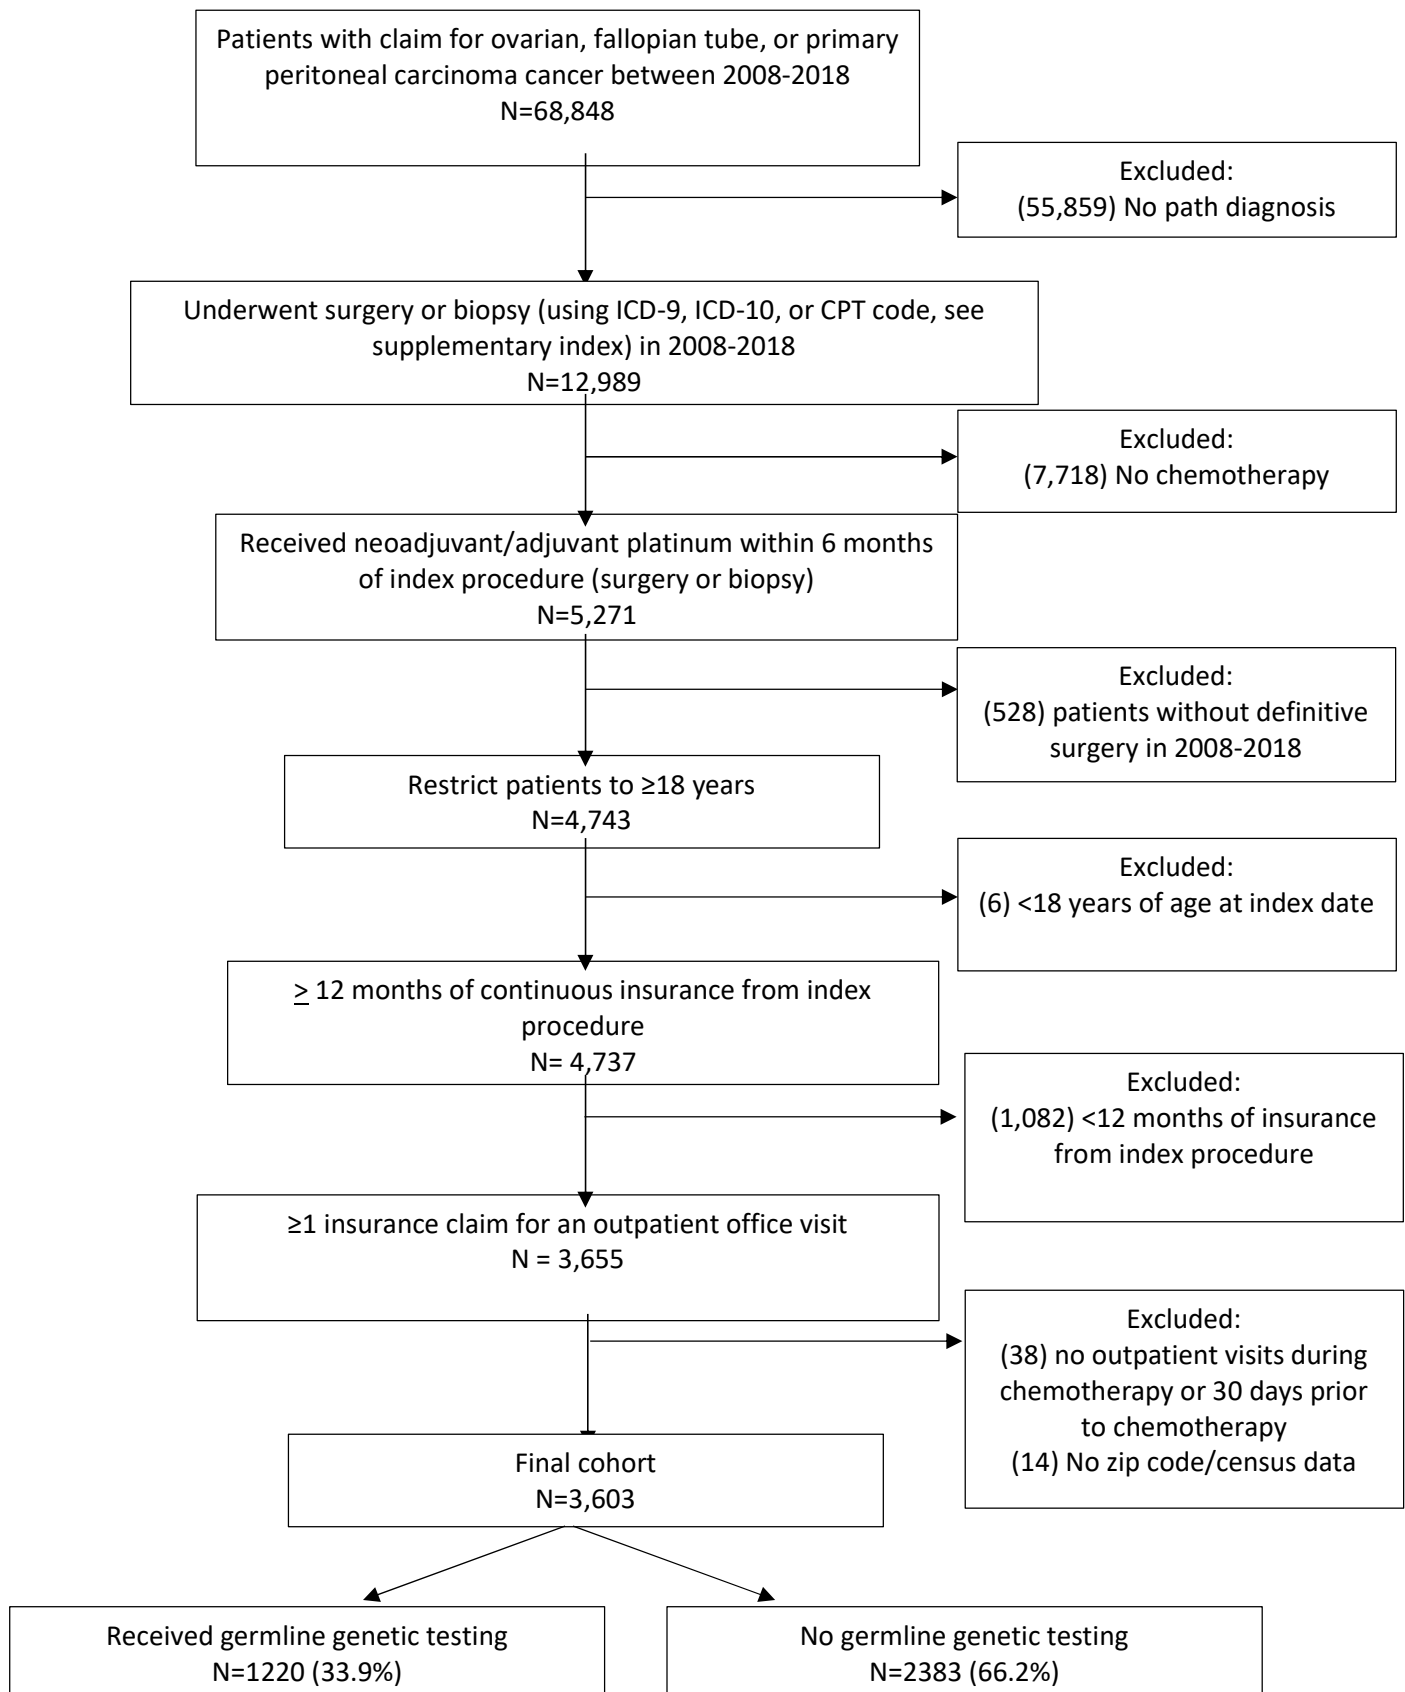 Patients with claim for ovarian, fallopian tube, or primary
peritoneal carcinoma cancer between 2008-2018
N=68,848
Excluded:
(55,859) No path diagnosis
Underwent surgery or biopsy (using ICD-9, ICD-10, or CPT code, see
supplementary index) in 2008-2018
N=12,989
Excluded:
(7,718) No chemotherapy
Received neoadjuvant/adjuvant platinum within 6 months
of index procedure (surgery or biopsy)
N=5,271
Excluded:
(528) patients without definitive
surgery in 2008-2018
Restrict patients to ≥18 years
N=4,743
Excluded:
(6) <18 years of age at index date
≥ 12 months of continuous insurance from index
procedure
N= 4,737
Excluded:
(1,082) <12 months of insurance
from index procedure
≥1 insurance claim for an outpatient office visit
N = 3,655
Excluded:
(38) no outpatient visits during
chemotherapy or 30 days prior
to chemotherapy
(14) No zip code/census data
Final cohort
N=3,603
Received germline genetic testing
N=1220 (33.9%)
No germline genetic testing
N=2383 (66.2%)